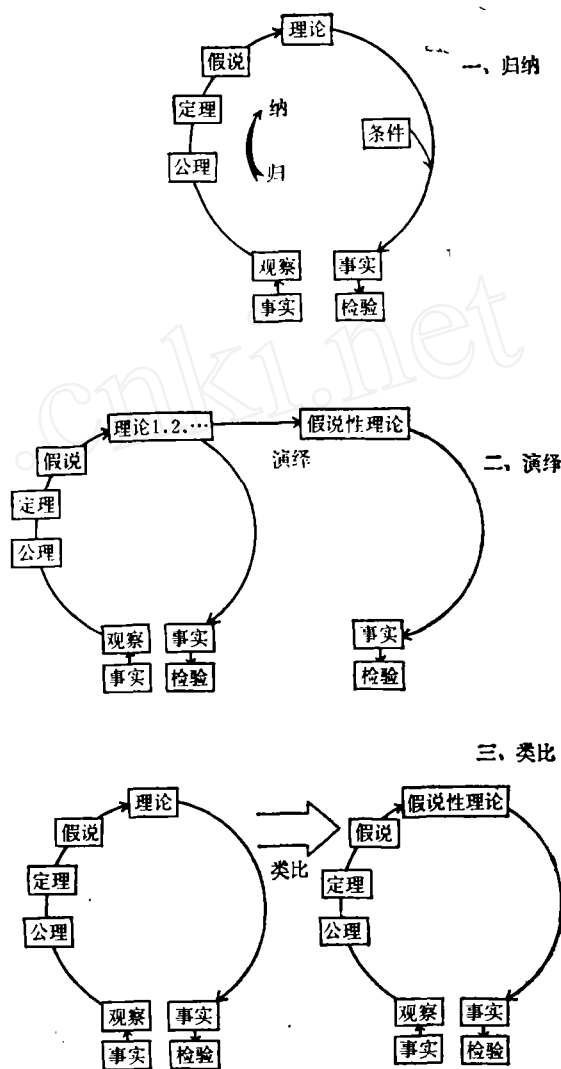 理论
一、归纳
假说
定理
纳
条件
公理
归
观察
事实
事实
检验
.cnki.net
理论1.2.…
假说性理论
演绎
二、演绎
假说
定理
公理
观察
事实
事实
事实
检验
检验
三、类比
理论
假说性理论
假说
假说
类比
定理
定理
公理
公理
观察
事实
观察
事实
事实
检验
事实
检验